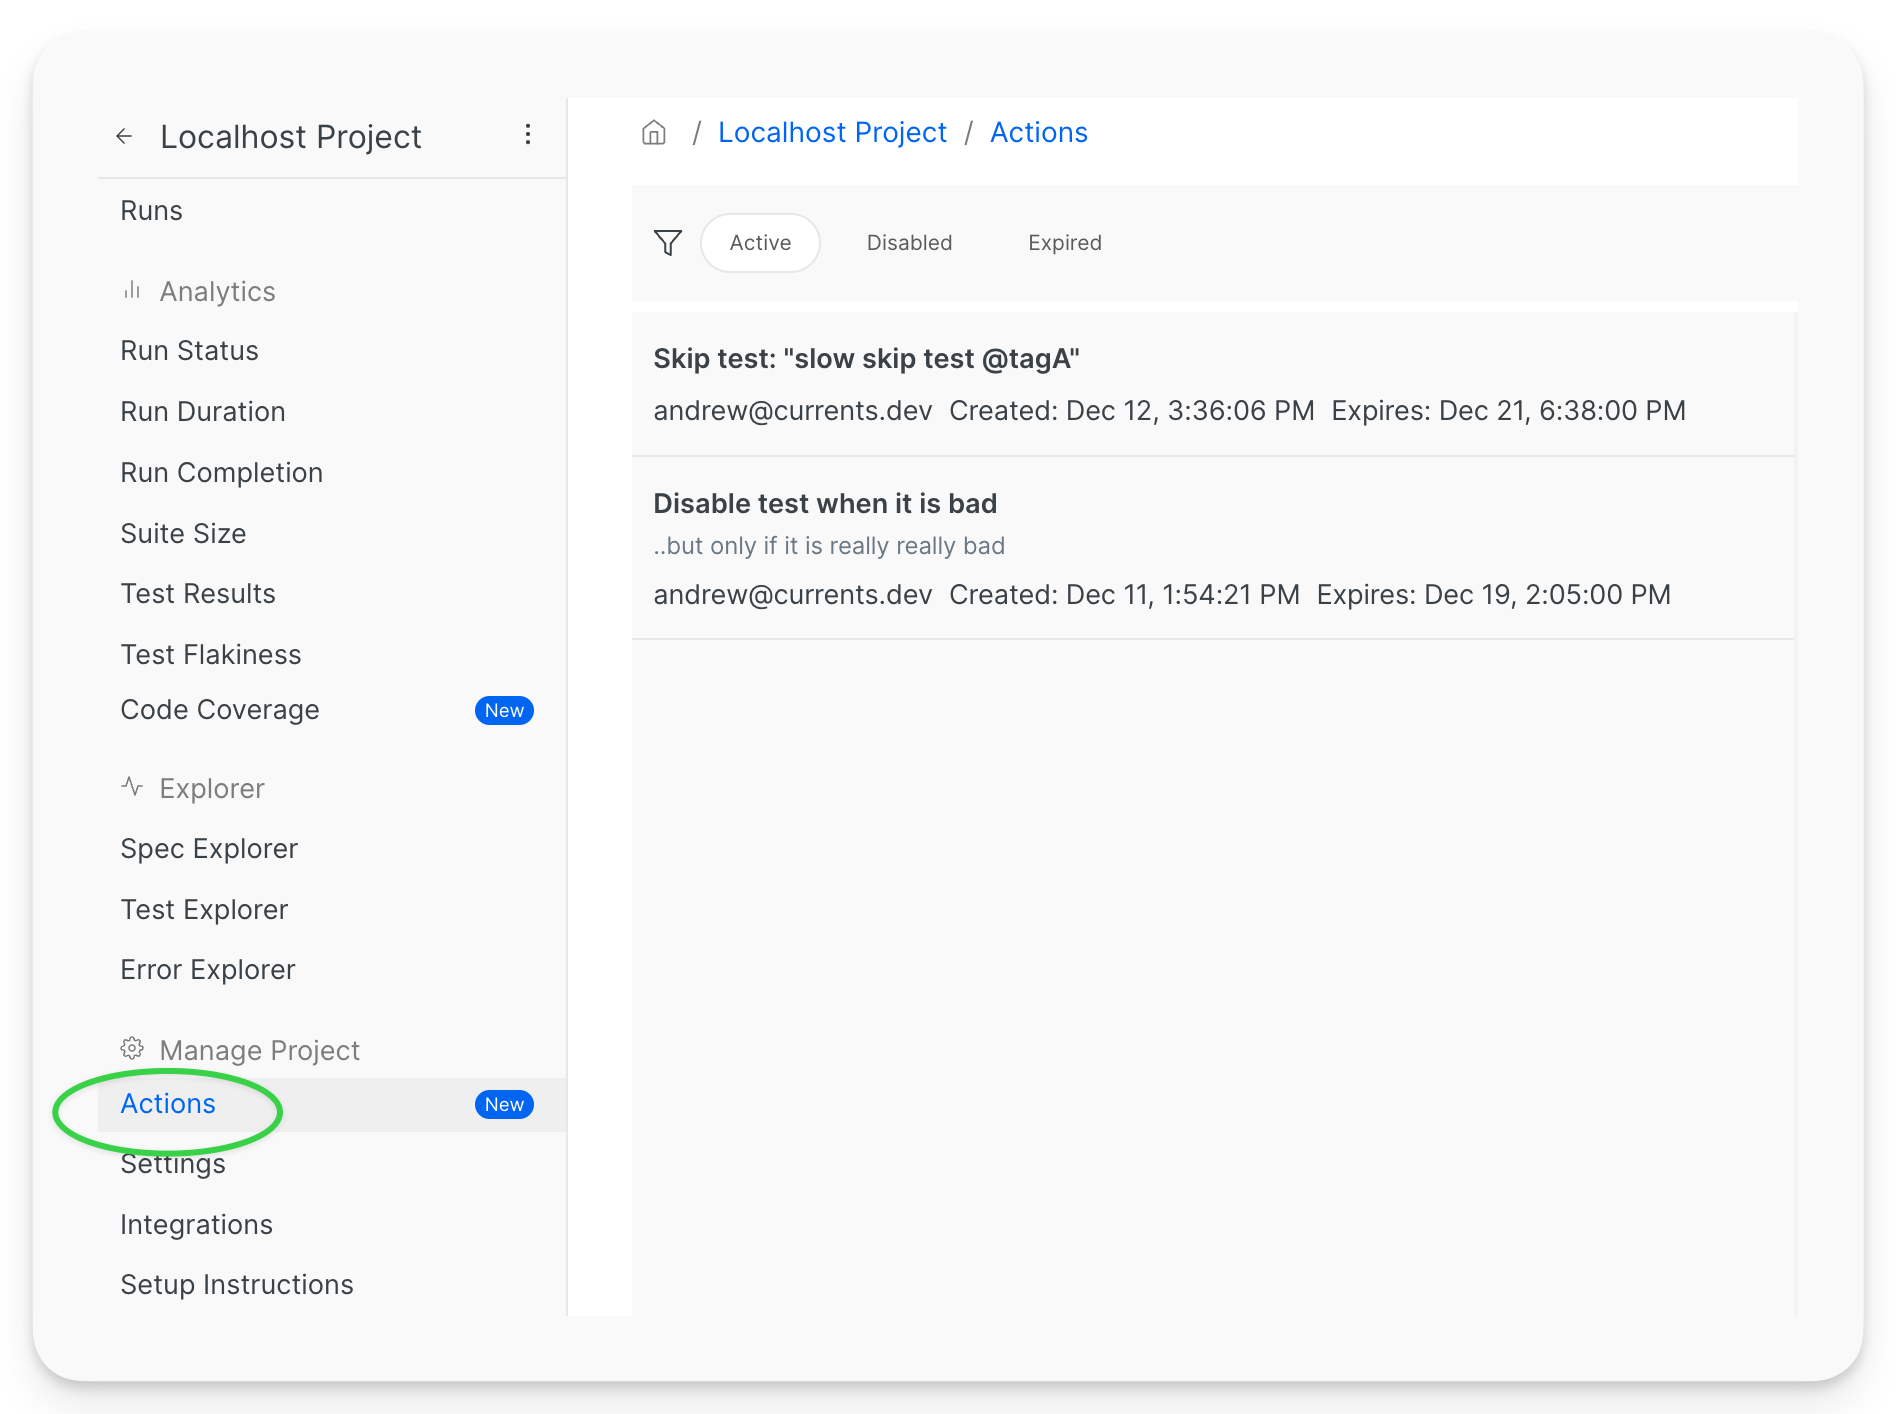 Localhost Project
Runs
Analytics
Run Status
Run Duration
Run Completion
Suite Size
Test Results
Test Flakiness
Code Coverage New
Explorer
Spec Explorer
Test Explorer
Error Explorer
Manage Project
Actions New
Settings
Integrations
Setup Instructions
/ Localhost Project / Actions
Active Disabled Expired
Skip test: "slow skip test @tagA"
andrew@currents.dev Created: Dec 12, 3:36:06 PM Expires: Dec 21, 6:38:00 PM
Disable test when it is bad
..but only if it is really really bad
andrew@currents.dev Created: Dec 11, 1:54:21 PM Expires: Dec 19, 2:05:00 PM